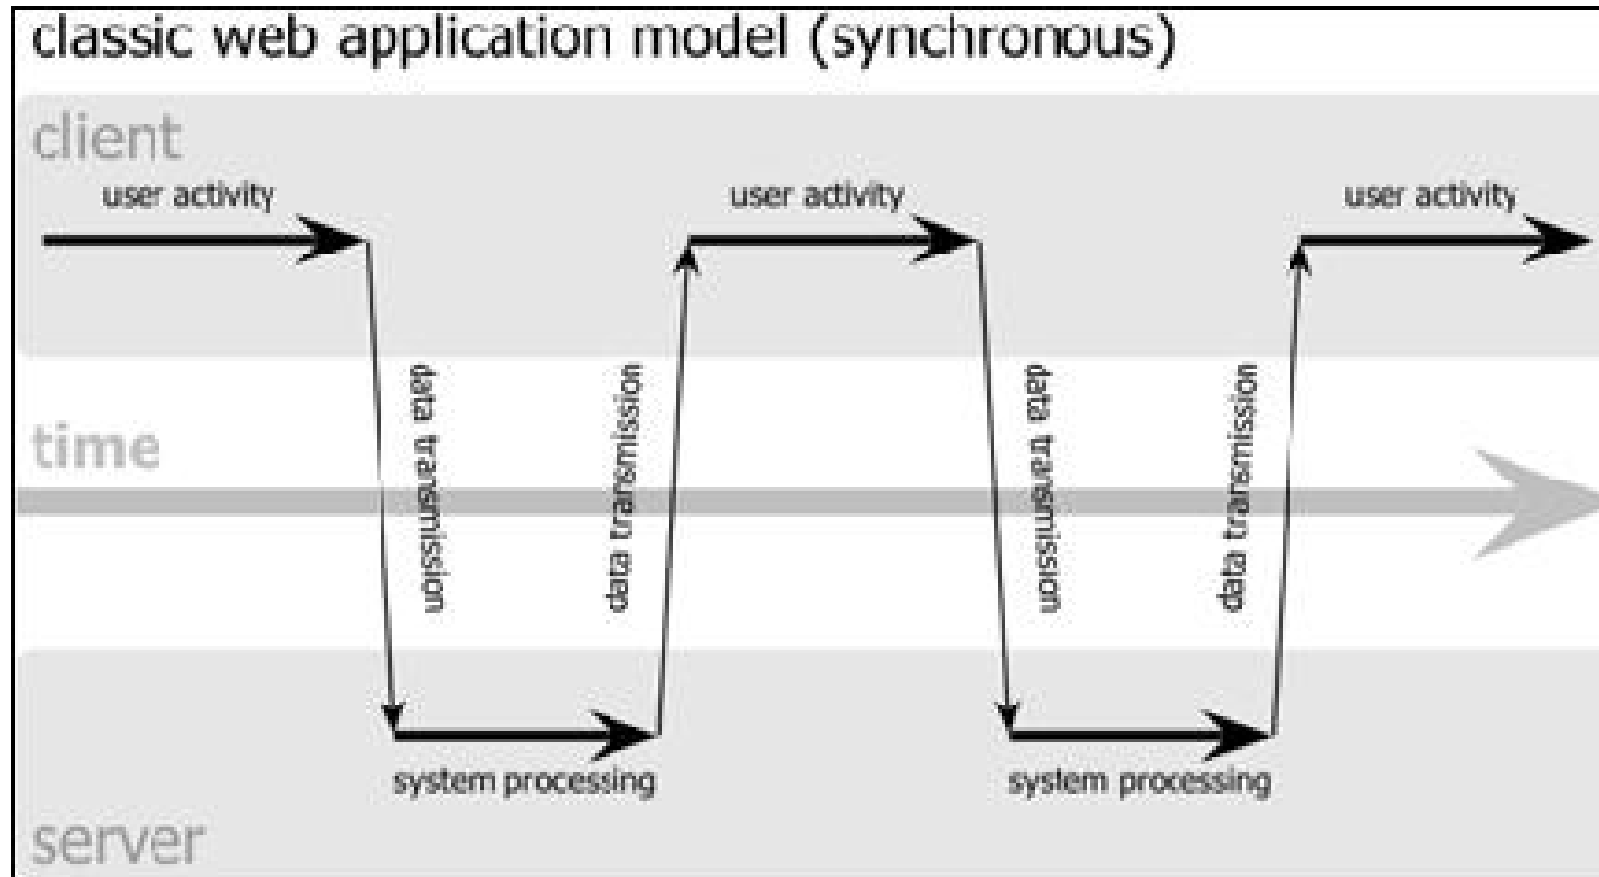 classic web application model (synchronous)
client
user activity
user activity
user activity
data transmission
data transmission
data transmission
data transmission
time
system processing
system processing
server